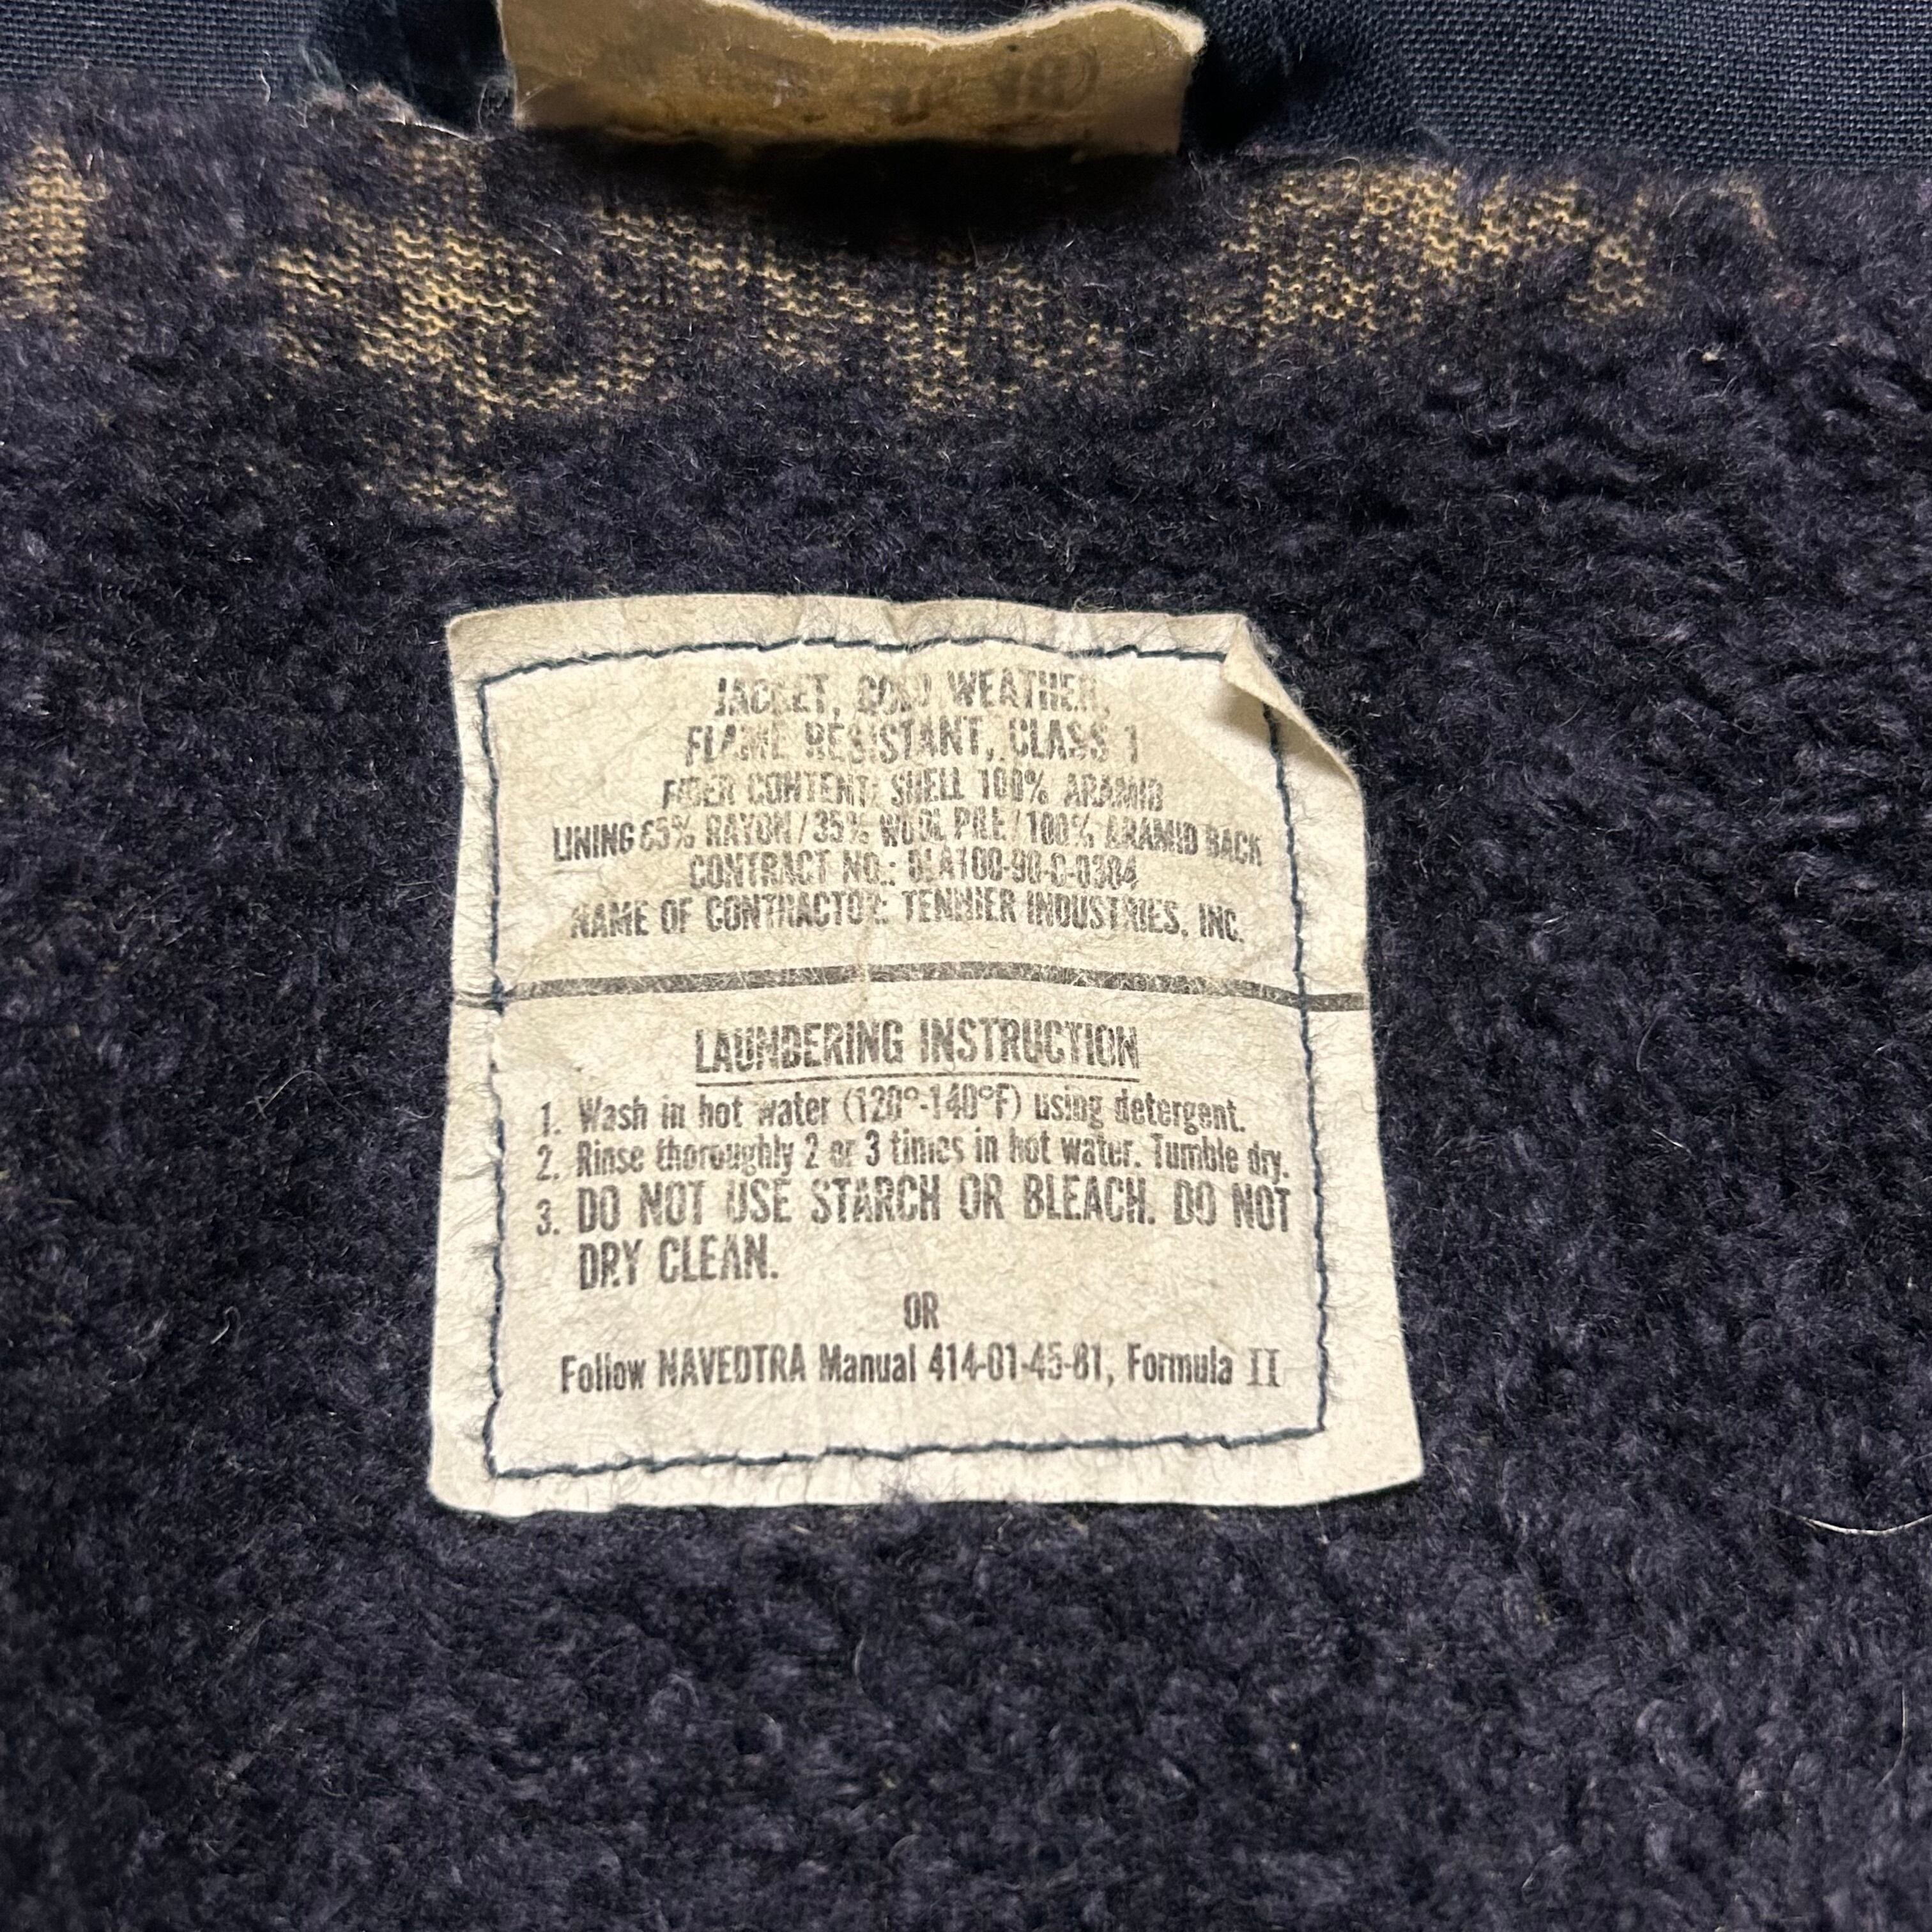 JACKET, COLD WEATHER,
FLAME RESISTANT, CLASS 1
FIBER CONTENT: SHELL 100% ARAMID
LINING 65% RAYON/35% WOOL PILE/100% ARAMID BACK
CONTRACT NO.: DLA100-90-C-0384
NAME OF CONTRACTOR: TENNIER INDUSTRIES, INC.
LAUNDERING INSTRUCTION
1. Wash in hot water (120°-140°F) using detergent.
2. Rinse thoroughly 2 or 3 times in hot water. Tumble dry.
3. DO NOT USE STARCH OR BLEACH. DO NOT
DRY CLEAN.
OR
Follow NAVEDTRA Manual 414-01-45-81, Formula II